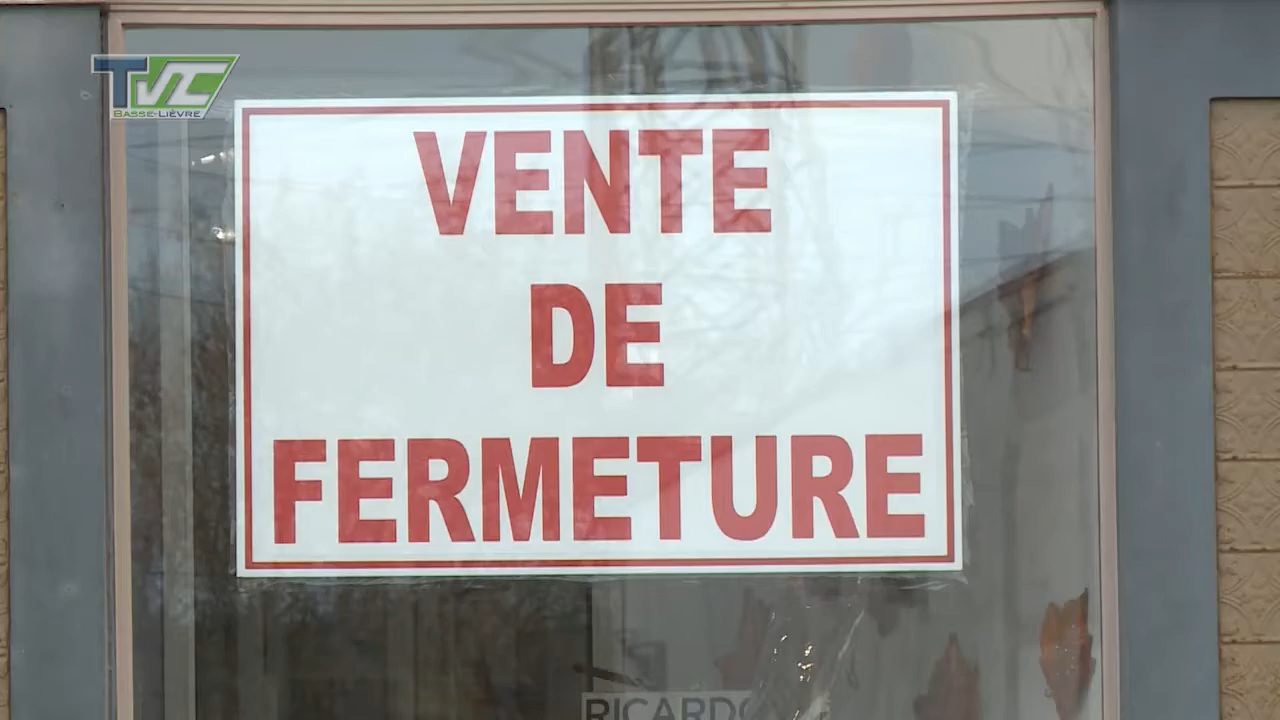 TVC
BASSE-LIÈVRE
VENTE
DE
FERMETURE
RICARDO